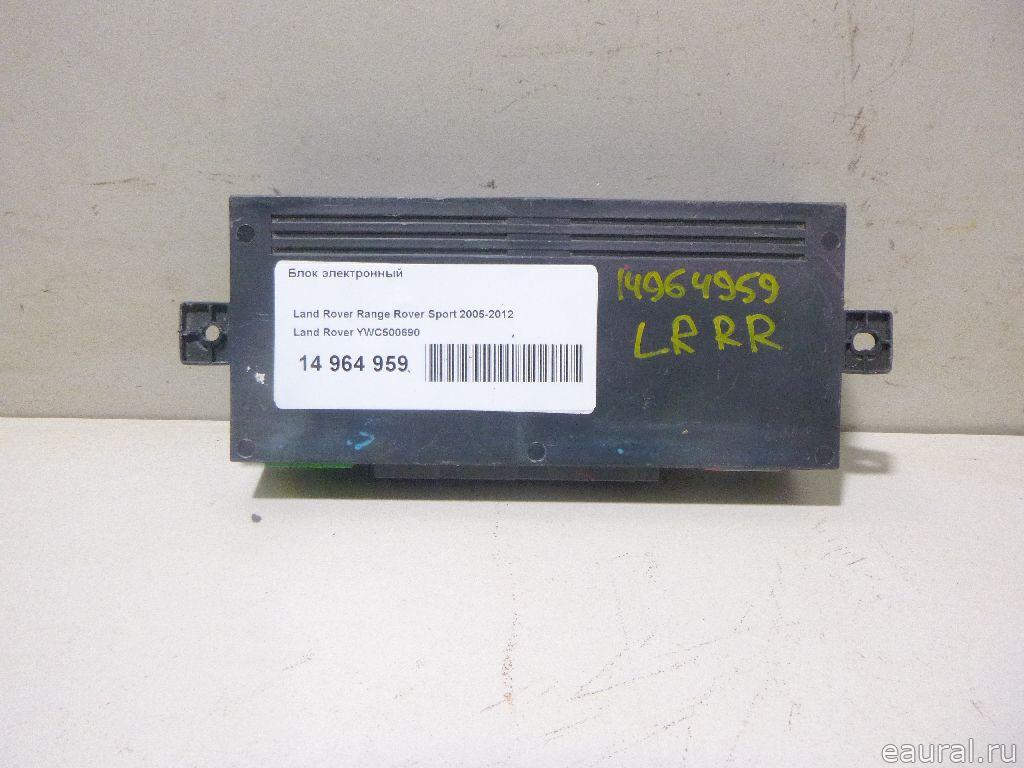 Блок электронный
Land Rover Range Rover Sport 2005-2012
Land Rover YWC500690
14 964 959
14964959
LR RR
eaural.ru